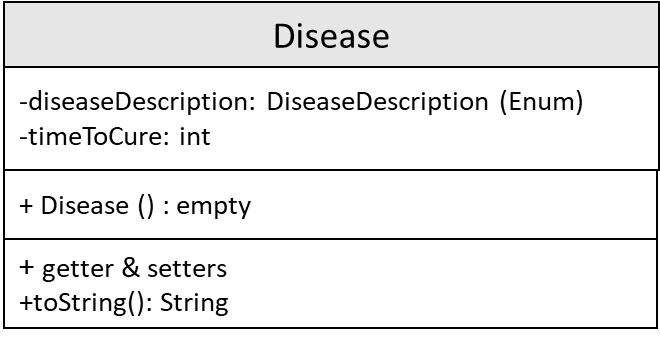 Disease
-diseaseDescription: DiseaseDescription (Enum)
-timeToCure: int
+ Disease () : empty
+ getter & setters
+toString(): String